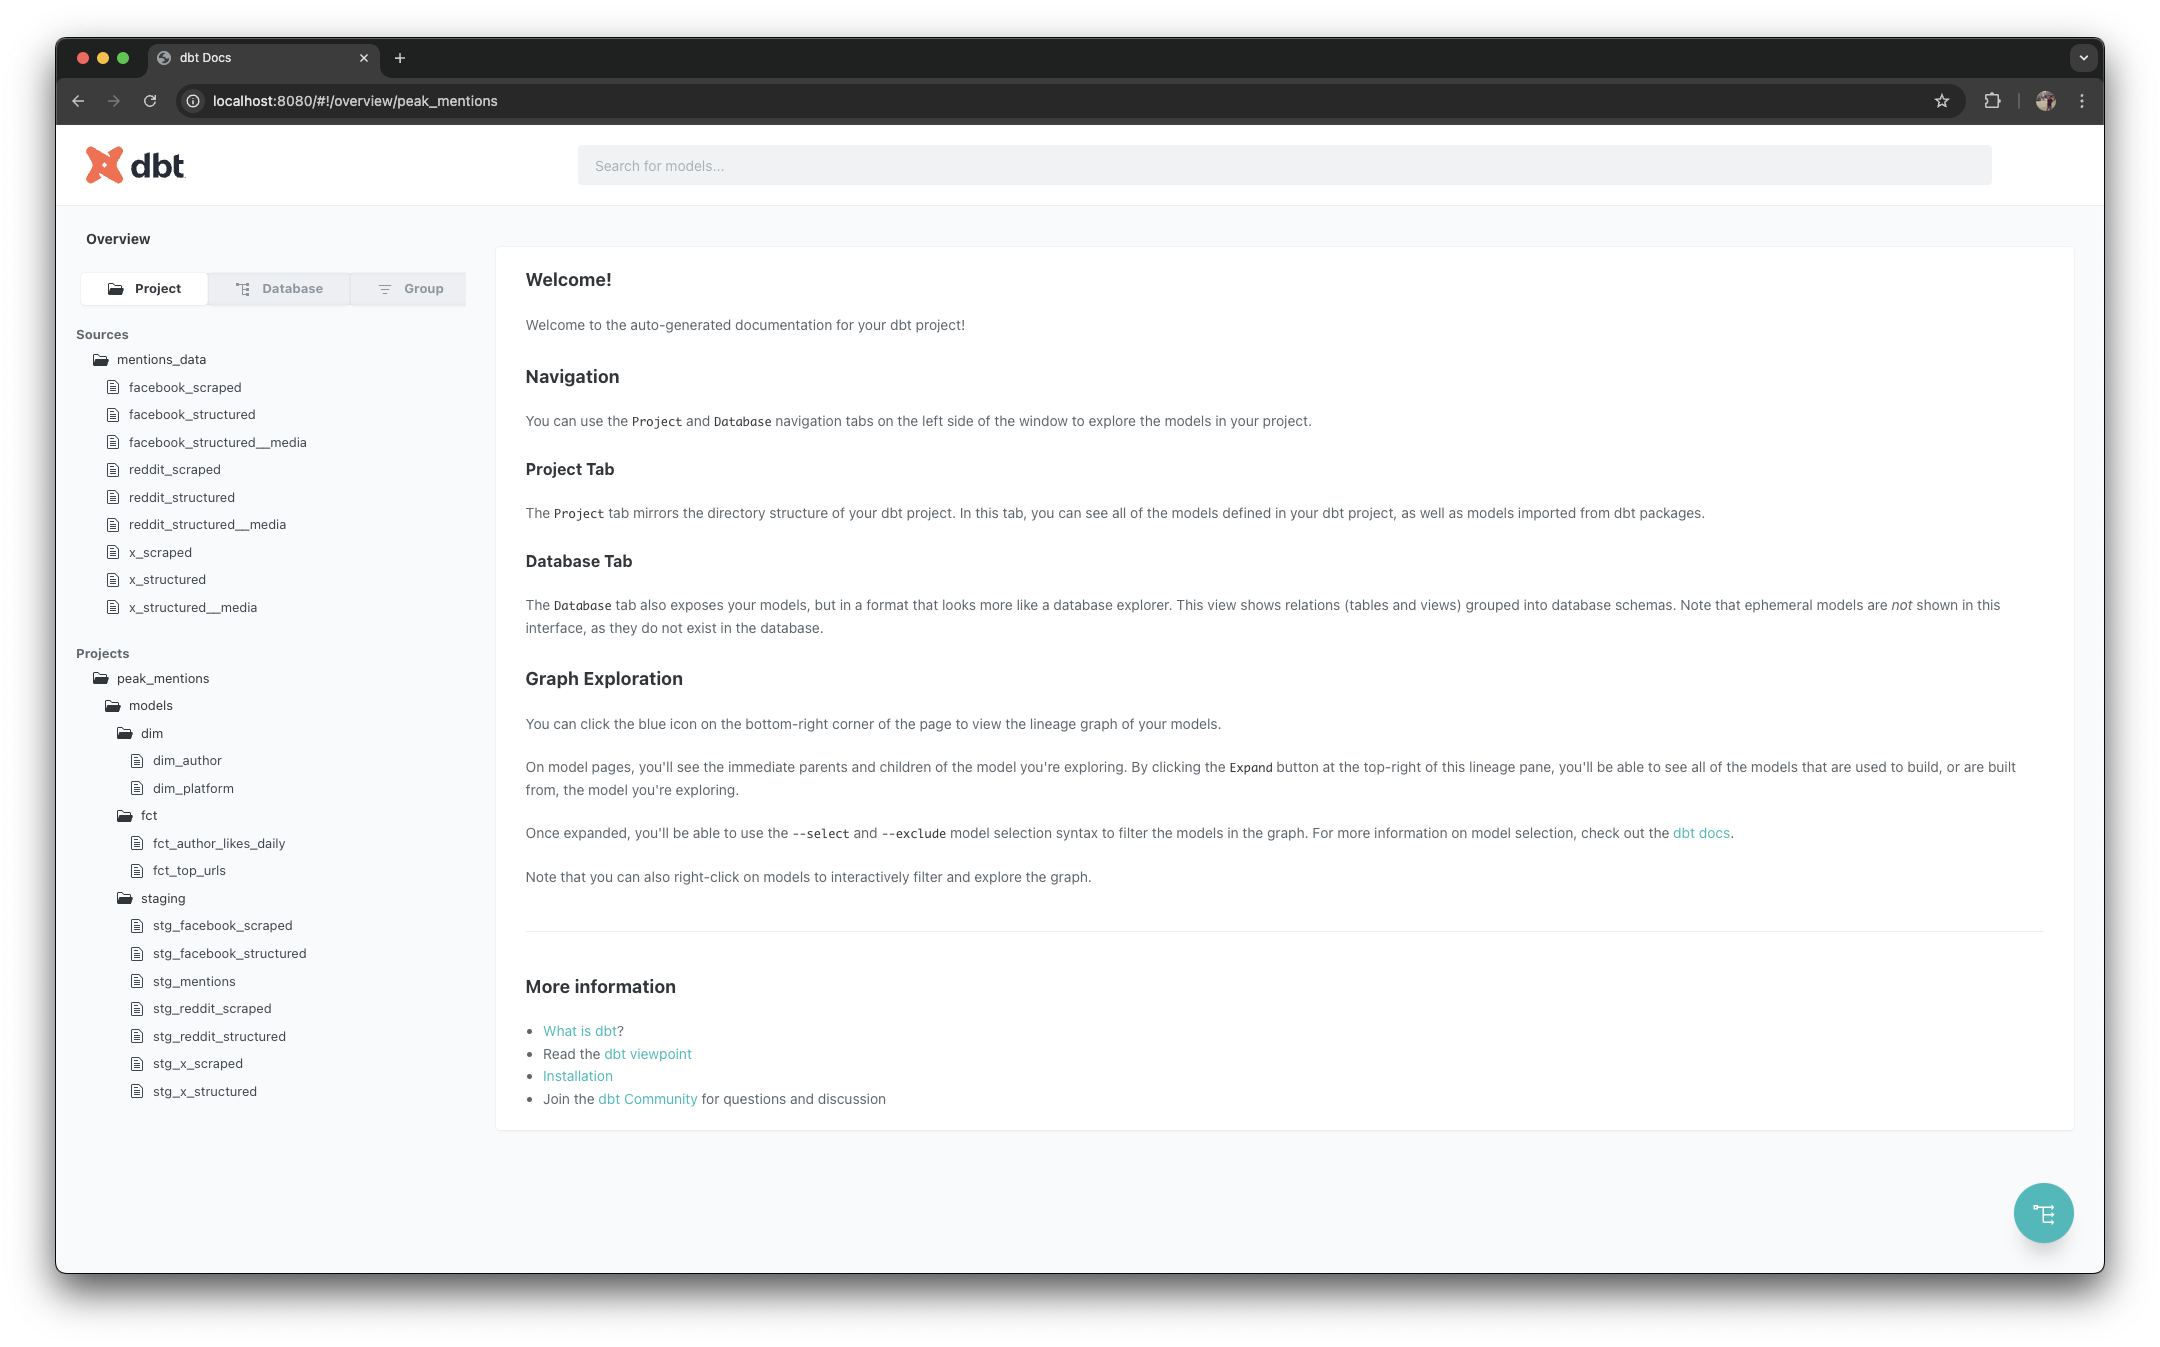 dbt Docs
localhost:8080/#!/overview/peak_mentions
dbt
Search for models...
Overview
Project Database Group
Sources
mentions_data
facebook_scraped
facebook_structured
facebook_structured__media
reddit_scraped
reddit_structured
reddit_structured__media
x_scraped
x_structured
x_structured__media
Projects
peak_mentions
models
dim
dim_author
dim_platform
fct
fct_author_likes_daily
fct_top_urls
staging
stg_facebook_scraped
stg_facebook_structured
stg_mentions
stg_reddit_scraped
stg_reddit_structured
stg_x_scraped
stg_x_structured
Welcome!
Welcome to the auto-generated documentation for your dbt project!
Navigation
You can use the Project and Database navigation tabs on the left side of the window to explore the models in your project.
Project Tab
The Project tab mirrors the directory structure of your dbt project. In this tab, you can see all of the models defined in your dbt project, as well as models imported from dbt packages.
Database Tab
The Database tab also exposes your models, but in a format that looks more like a database explorer. This view shows relations (tables and views) grouped into database schemas. Note that ephemeral models are not shown in this
interface, as they do not exist in the database.
Graph Exploration
You can click the blue icon on the bottom-right corner of the page to view the lineage graph of your models.
On model pages, you'll see the immediate parents and children of the model you're exploring. By clicking the Expand button at the top-right of this lineage pane, you'll be able to see all of the models that are used to build, or are built
from, the model you're exploring.
Once expanded, you'll be able to use the --select and --exclude model selection syntax to filter the models in the graph. For more information on model selection, check out the dbt docs.
Note that you can also right-click on models to interactively filter and explore the graph.
More information
• What is dbt?
• Read the dbt viewpoint
• Installation
• Join the dbt Community for questions and discussion